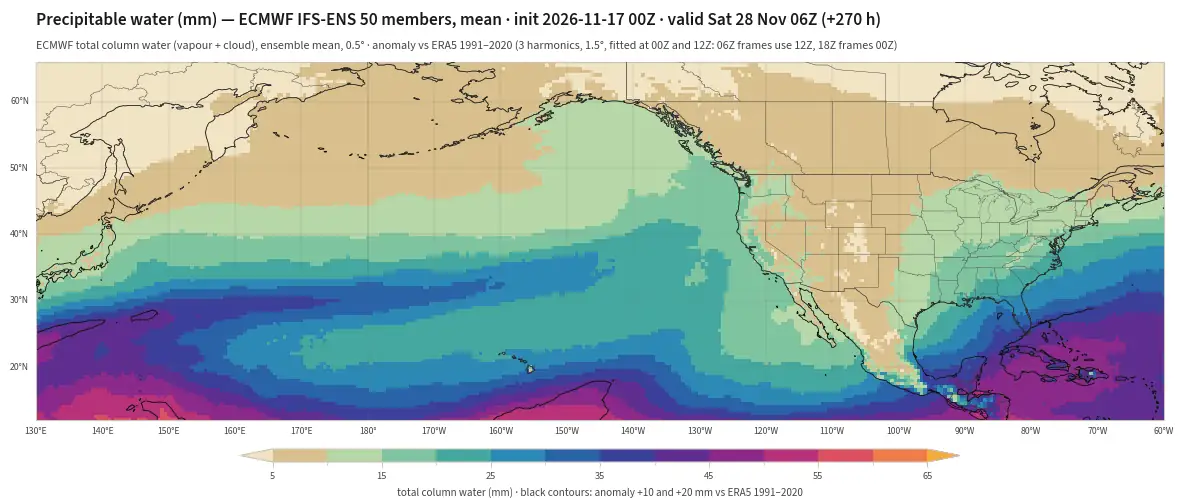 Precipitable water (mm) — ECMWF IFS-ENS 50 members, mean · init 2026-11-17 00Z · valid Sat 28 Nov 06Z (+270 h)
ECMWF total column water (vapour + cloud), ensemble mean, 0.5° · anomaly vs ERA5 1991–2020 (3 harmonics, 1.5°, fitted at 00Z and 12Z: 06Z frames use 12Z, 18Z frames 00Z)
60°N
50°N
40°N
30°N
20°N
130°E 140°E 150°E 160°E 170°E 180° 170°W 160°W 150°W 140°W 130°W 120°W 110°W 100°W 90°W 80°W 70°W 60°W
5 15 25 35 45 55 65
total column water (mm) · black contours: anomaly +10 and +20 mm vs ERA5 1991–2020